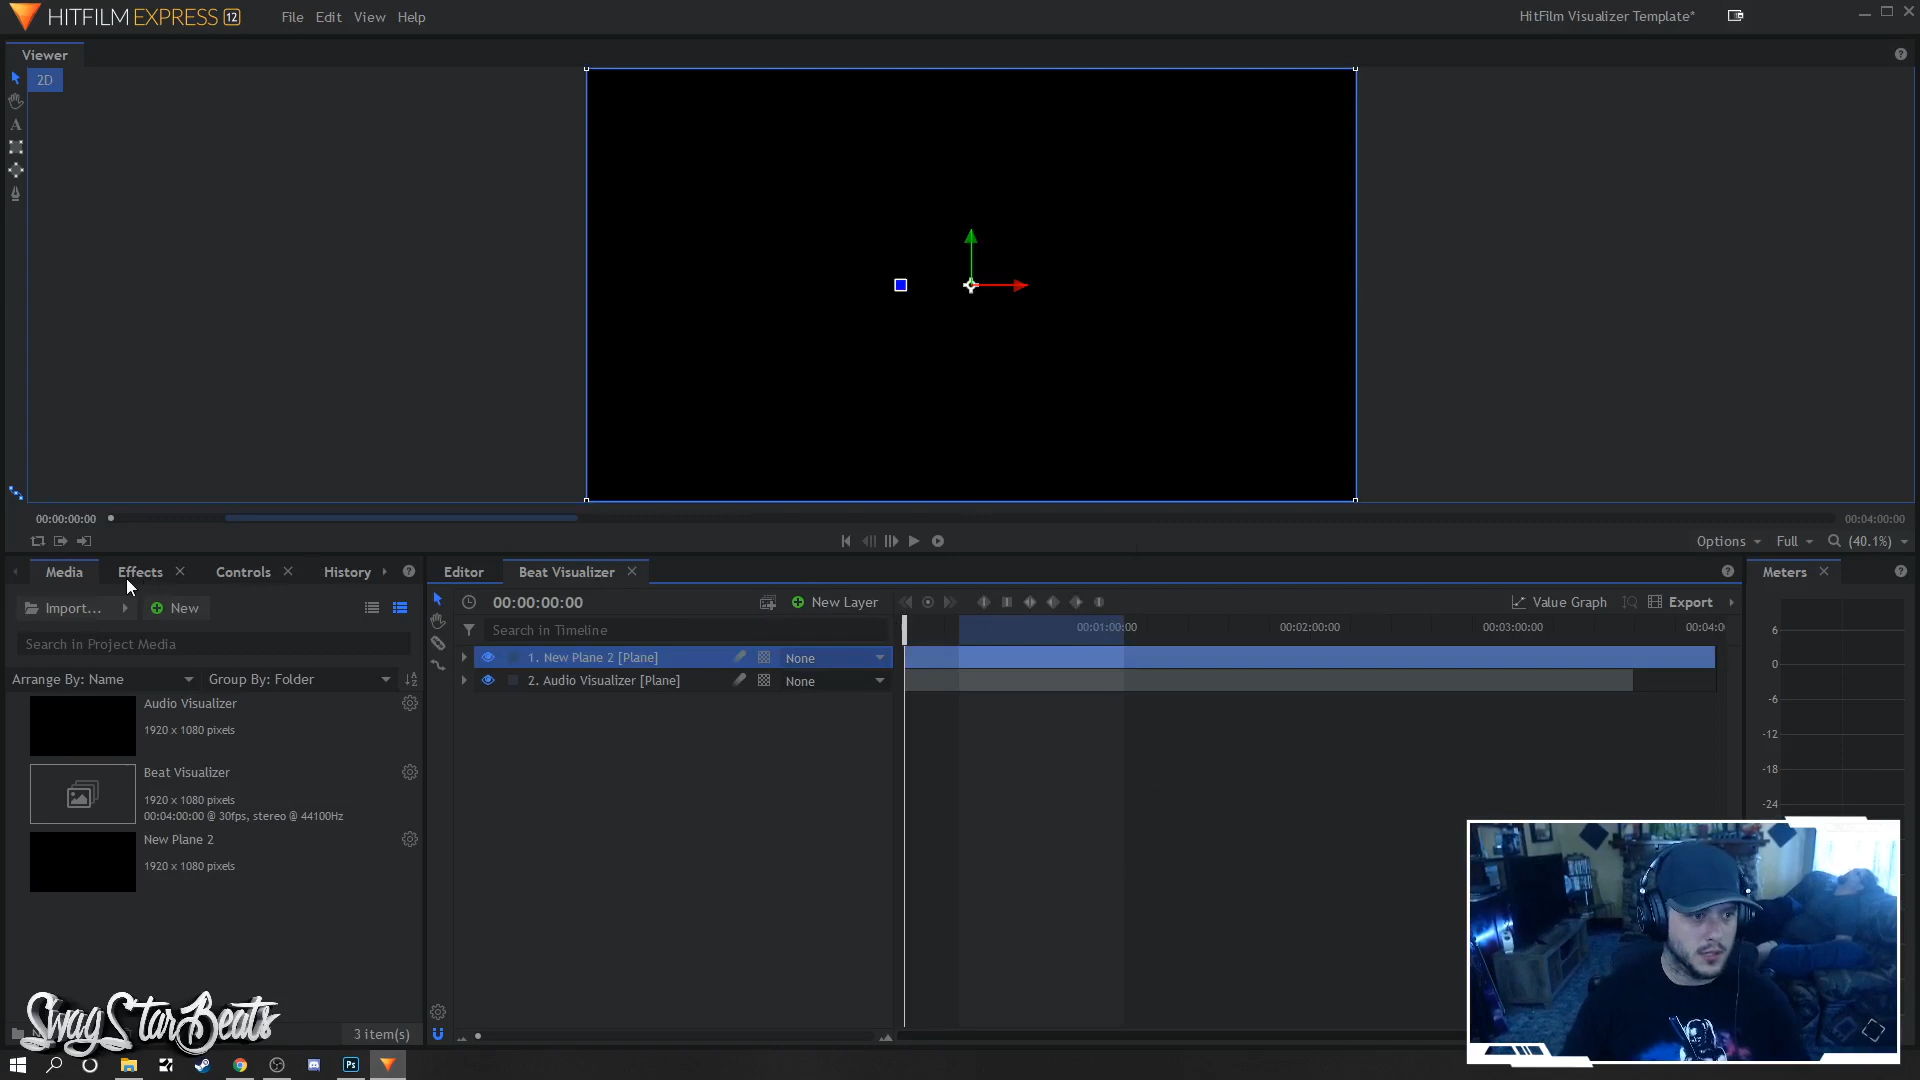 HITFILM EXPRESS 12
File Edit View Help
HitFilm Visualizer Template*
Viewer
2D
00:00:00:00
00:04:00:00
Options
Full
(40.1%)
Media
Effects
Controls
History
Import...
New
Search in Project Media
Arrange By: Name
Group By: Folder
Audio Visualizer
1920 x 1080 pixels
Beat Visualizer
1920 x 1080 pixels
00:04:00:00 @ 30fps, stereo @ 44100Hz
New Plane 2
1920 x 1080 pixels
3 item(s)
SwagStarBeats
Editor
Beat Visualizer
00:00:00:00
New Layer
Value Graph
Export
Search in Timeline
00:01:00:00
00:02:00:00
00:03:00:00
00:04:0
1. New Plane 2 [Plane]
None
2. Audio Visualizer [Plane]
None
Meters
6
0
-6
-12
-18
-24
Ps